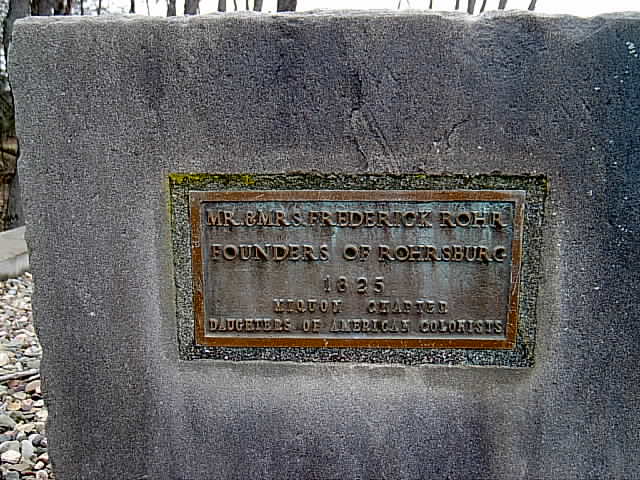 MR. & MRS. FREDERICK ROHR
FOUNDERS OF ROHRSBURG
1825
MIQUON CHAPTER
DAUGHTERS OF AMERICAN COLONISTS